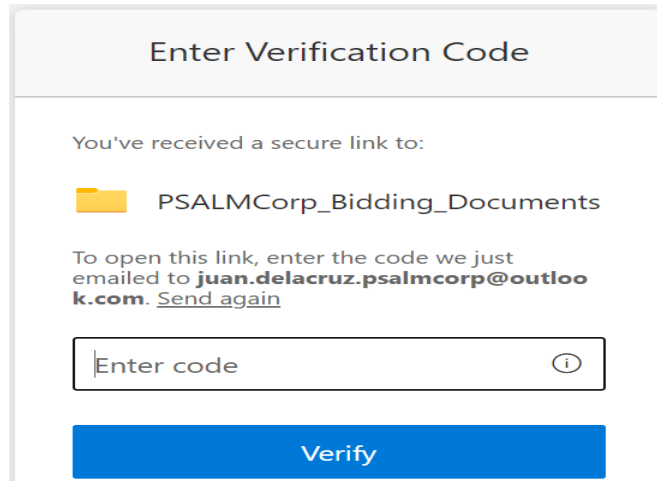 Enter Verification Code
You've received a secure link to:
PSALMCorp_Bidding_Documents
To open this link, enter the code we just
emailed to juan.delacruz.psalmcorp@outloo
k.com. Send again
Enter code
Verify